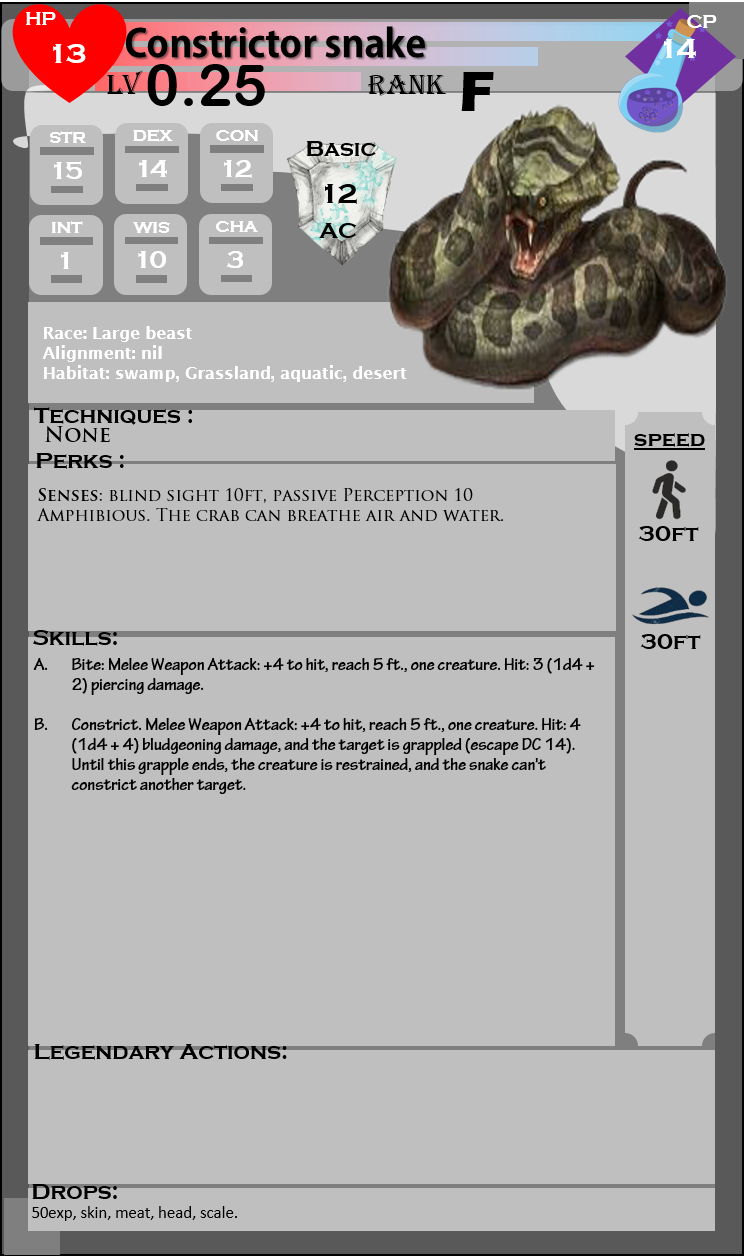 HP
13
Constrictor snake
CP
14
LV 0.25 RANK F
STR
15
DEX
14
CON
12
INT
1
WIS
10
CHA
3
BASIC
12
AC
Race: Large beast
Alignment: nil
Habitat: swamp, Grassland, aquatic, desert
TECHNIQUES :
NONE
PERKS :
SENSES: BLIND SIGHT 10FT, PASSIVE PERCEPTION 10
AMPHIBIOUS. THE CRAB CAN BREATHE AIR AND WATER.
SPEED
30FT
30FT
SKILLS:
A. Bite: Melee Weapon Attack: +4 to hit, reach 5 ft., one creature. Hit: 3 (1d4 +
2) piercing damage.
B. Constrict. Melee Weapon Attack: +4 to hit, reach 5 ft., one creature. Hit: 4
(1d4 + 4) bludgeoning damage, and the target is grappled (escape DC 14).
Until this grapple ends, the creature is restrained, and the snake can't
constrict another target.
LEGENDARY ACTIONS:
DROPS:
50exp, skin, meat, head, scale.